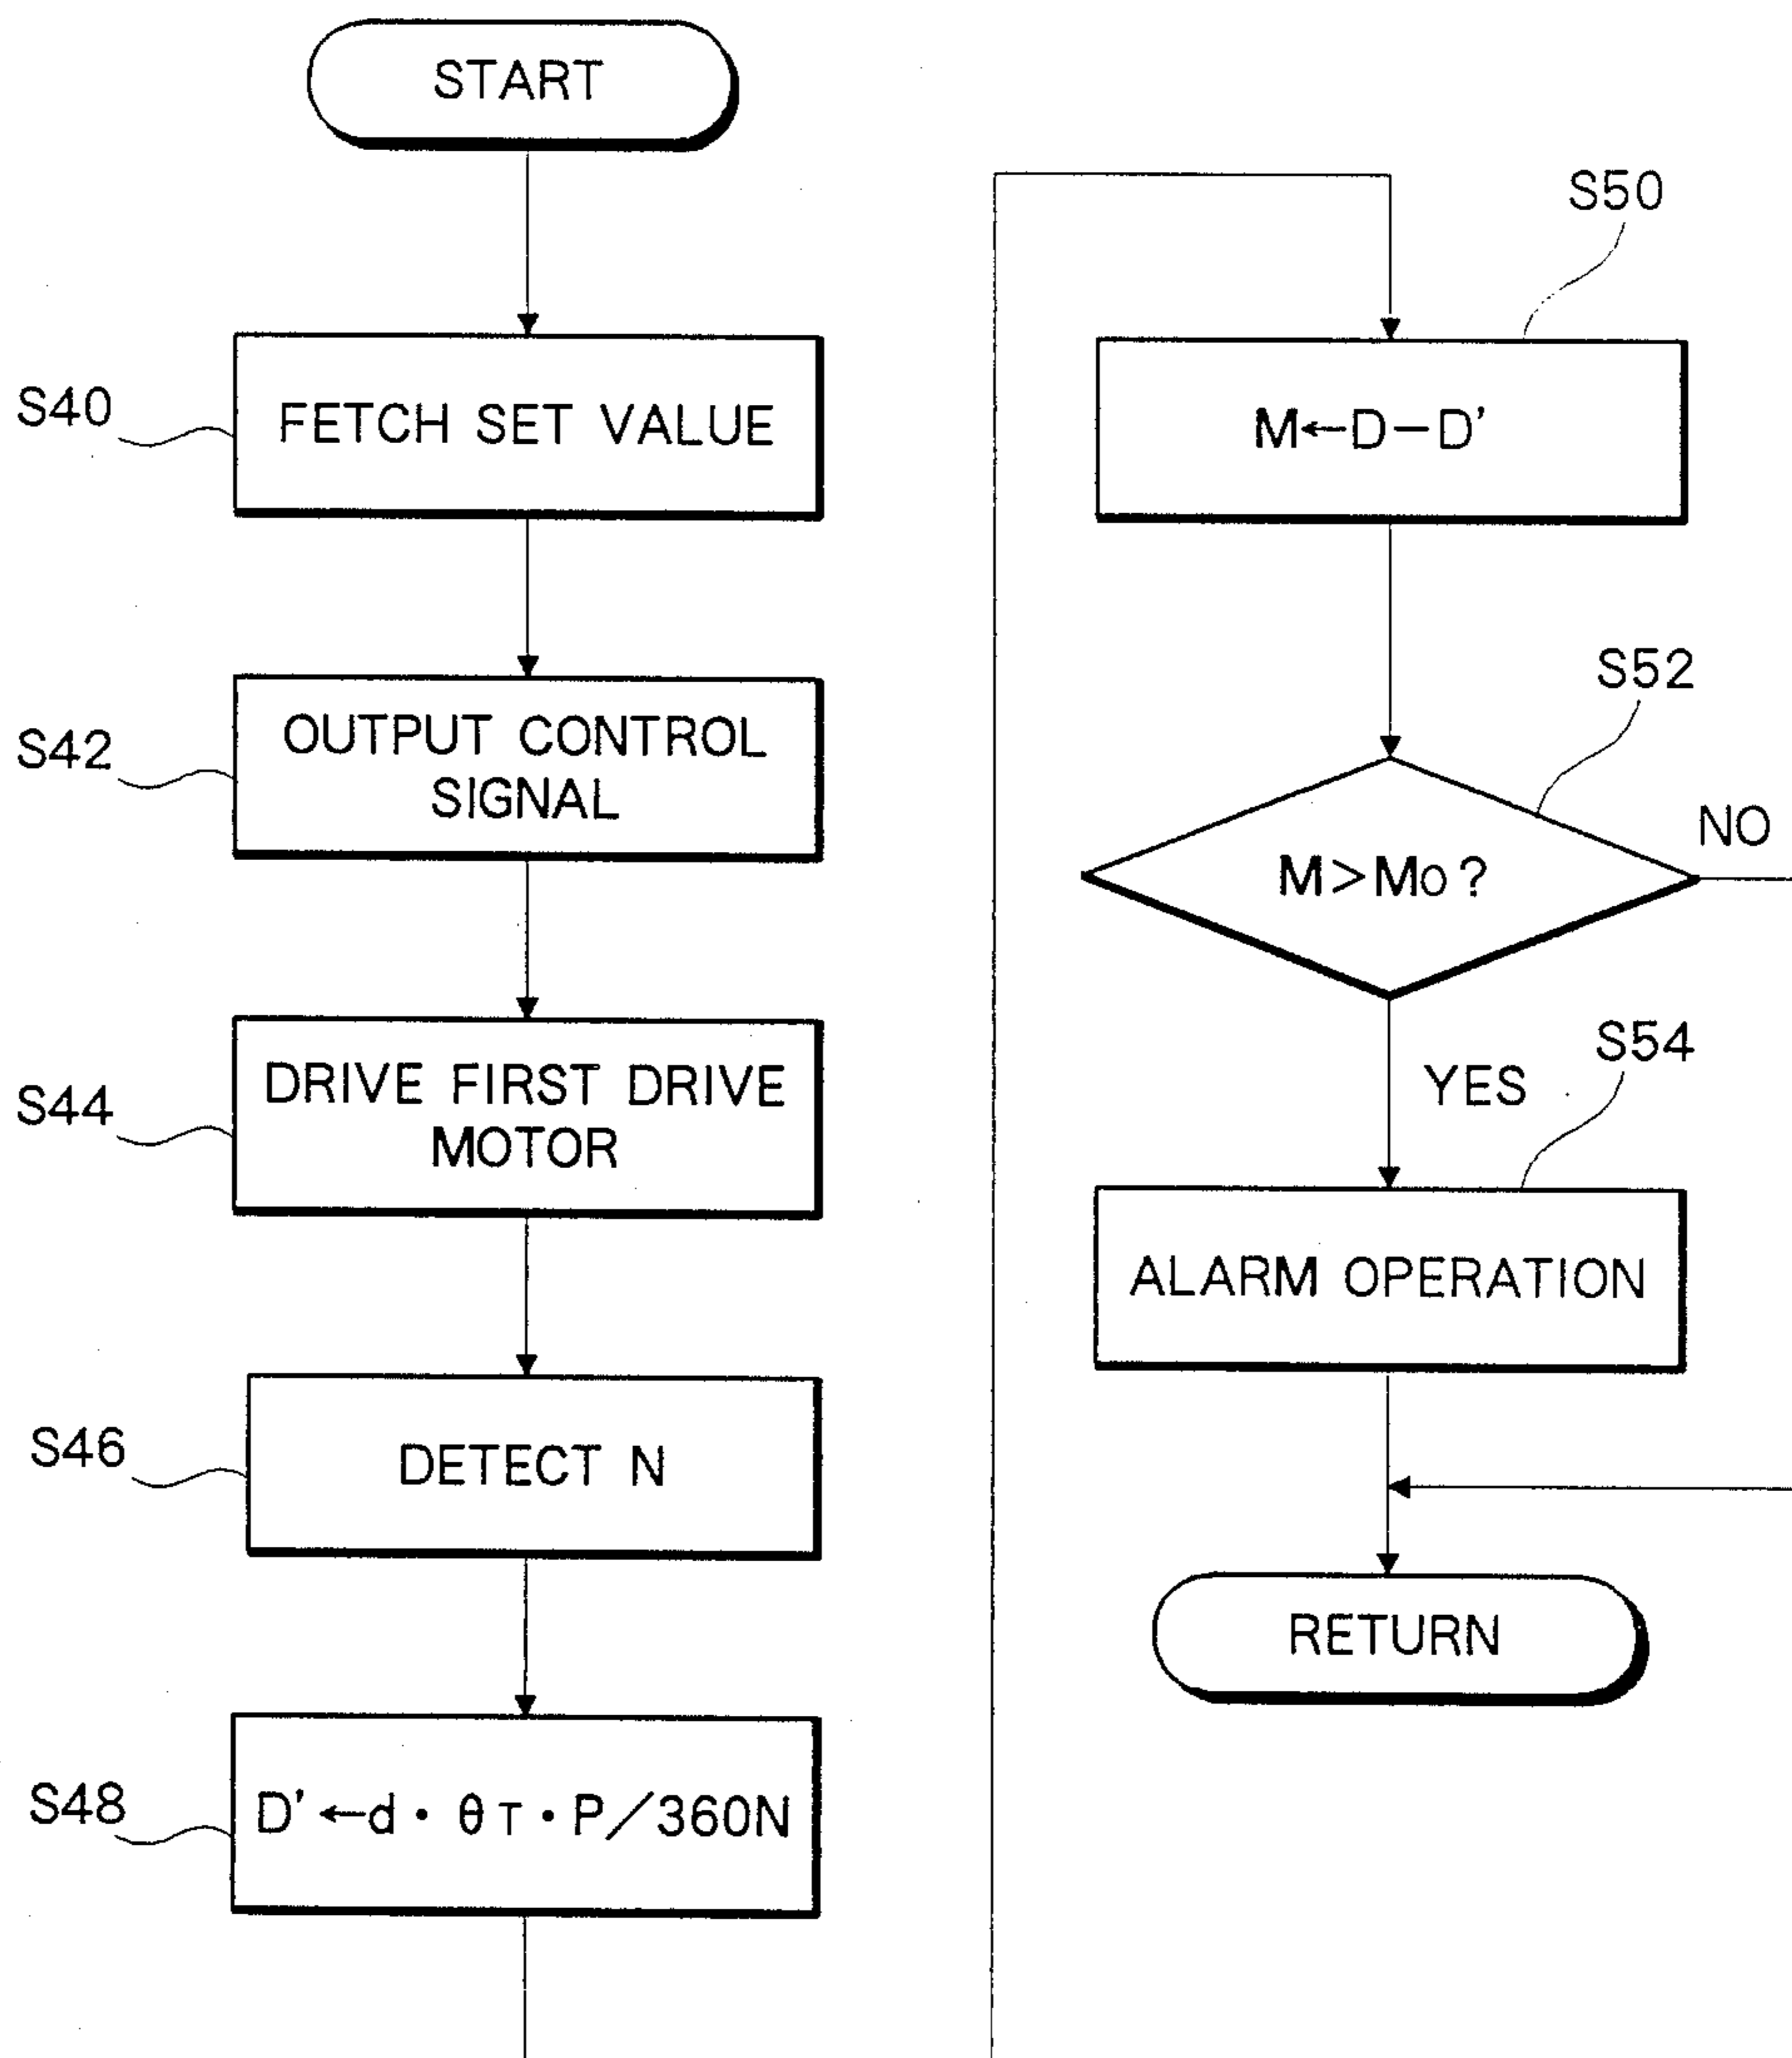 START
S40
FETCH SET VALUE
S42
OUTPUT CONTROL
SIGNAL
S44
DRIVE FIRST DRIVE
MOTOR
S46
DETECT N
S48
D'←d・θT・P/360N
S50
M←D−D'
S52
M>M0?
NO
YES
S54
ALARM OPERATION
RETURN